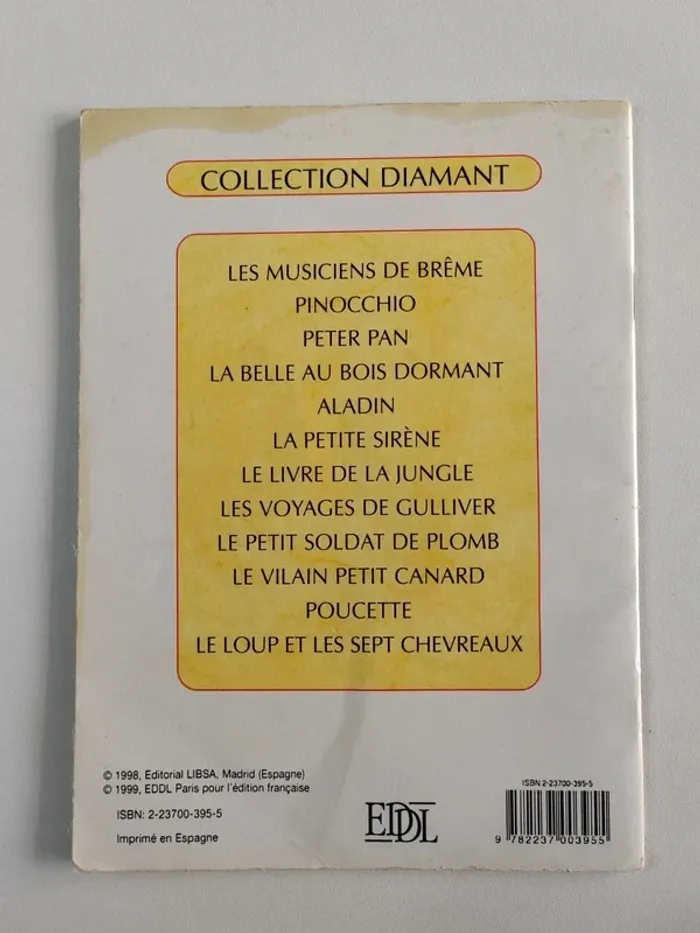 COLLECTION DIAMANT
LES MUSICIENS DE BRÊME
PINOCCHIO
PETER PAN
LA BELLE AU BOIS DORMANT
ALADIN
LA PETITE SIRÈNE
LE LIVRE DE LA JUNGLE
LES VOYAGES DE GULLIVER
LE PETIT SOLDAT DE PLOMB
LE VILAIN PETIT CANARD
POUCETTE
LE LOUP ET LES SEPT CHEVREAUX
© 1998, Editorial LIBSA, Madrid (Espagne)
© 1999, EDDL Paris pour l'édition française
ISBN: 2-23700-395-5
Imprimé en Espagne
EDDL
ISBN 2-23700-395-5
9 782237 003955